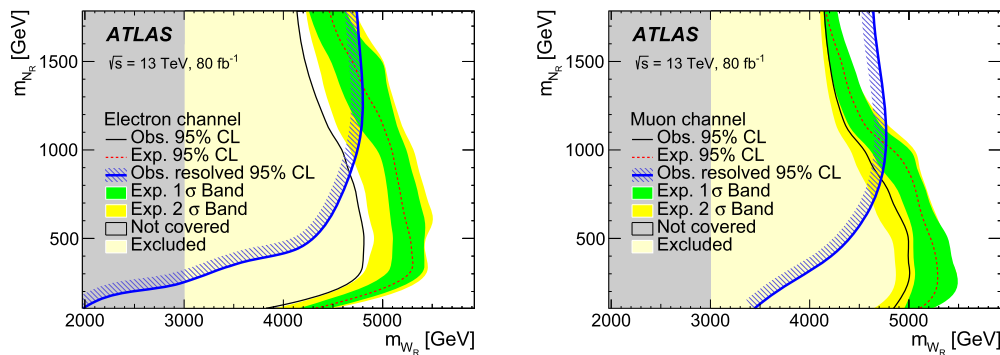 m_{N_R} [GeV]
ATLAS
√s = 13 TeV, 80 fb⁻¹
Electron channel
Obs. 95% CL
Exp. 95% CL
Obs. resolved 95% CL
Exp. 1 σ Band
Exp. 2 σ Band
Not covered
Excluded
1500
1000
500
2000 3000 4000 5000
m_{W_R} [GeV]
m_{N_R} [GeV]
ATLAS
√s = 13 TeV, 80 fb⁻¹
Muon channel
Obs. 95% CL
Exp. 95% CL
Obs. resolved 95% CL
Exp. 1 σ Band
Exp. 2 σ Band
Not covered
Excluded
1500
1000
500
2000 3000 4000 5000
m_{W_R} [GeV]